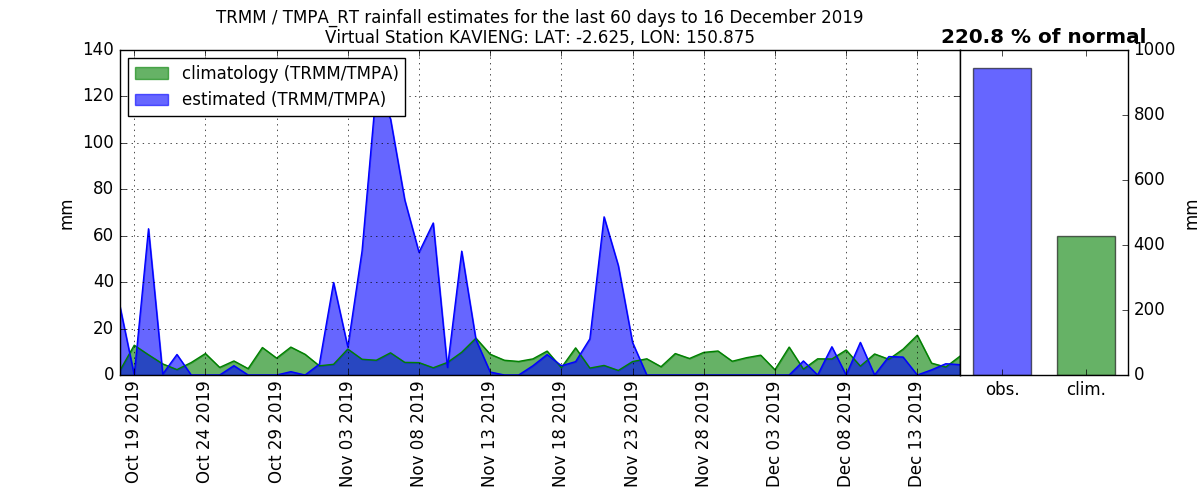 TRMM / TMPA_RT rainfall estimates for the last 60 days to 16 December 2019
Virtual Station KAVIENG: LAT: -2.625, LON: 150.875
220.8 % of normal
climatology (TRMM/TMPA)
estimated (TRMM/TMPA)
mm
140
120
100
80
60
40
20
0
Oct 19 2019
Oct 24 2019
Oct 29 2019
Nov 03 2019
Nov 08 2019
Nov 13 2019
Nov 18 2019
Nov 23 2019
Nov 28 2019
Dec 03 2019
Dec 08 2019
Dec 13 2019
obs.
clim.
1000
800
600
400
200
0
mm